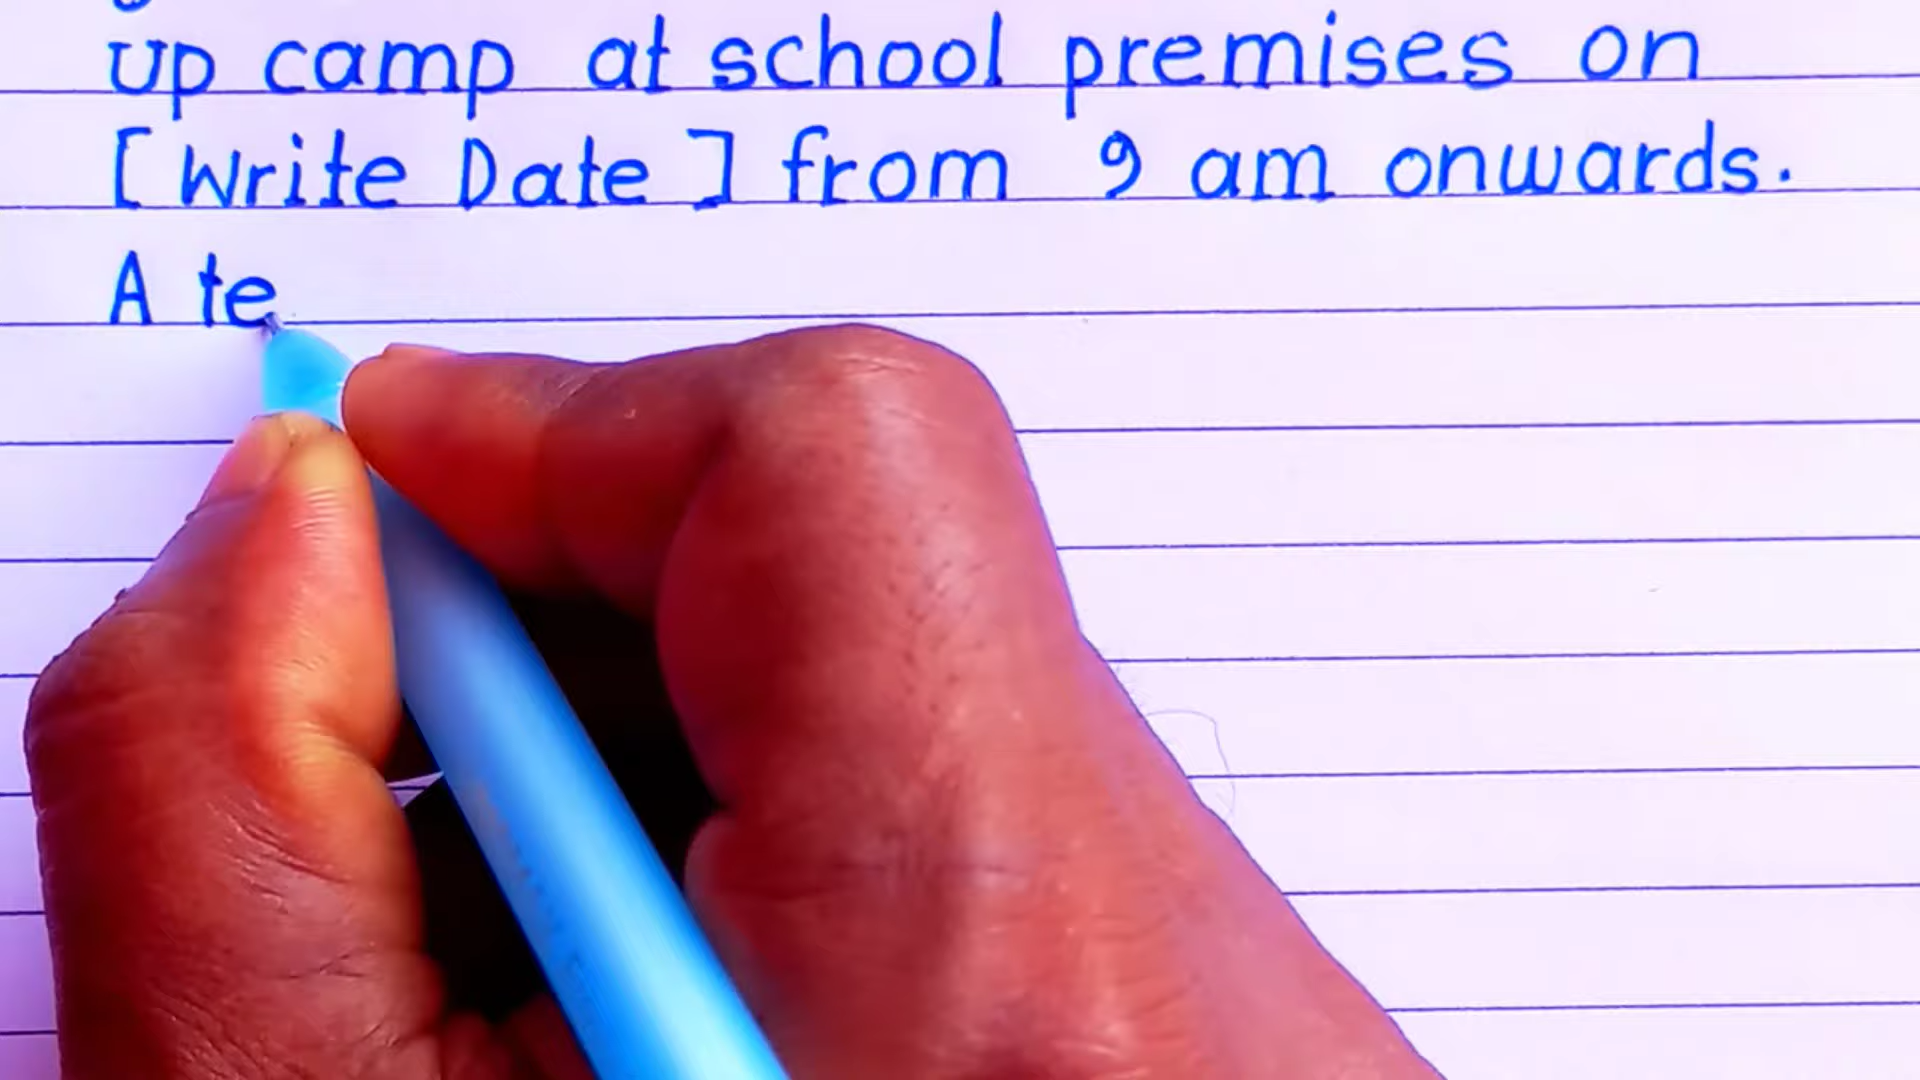 up camp at school premises on
[Write Date] from 9 am onwards.
A te